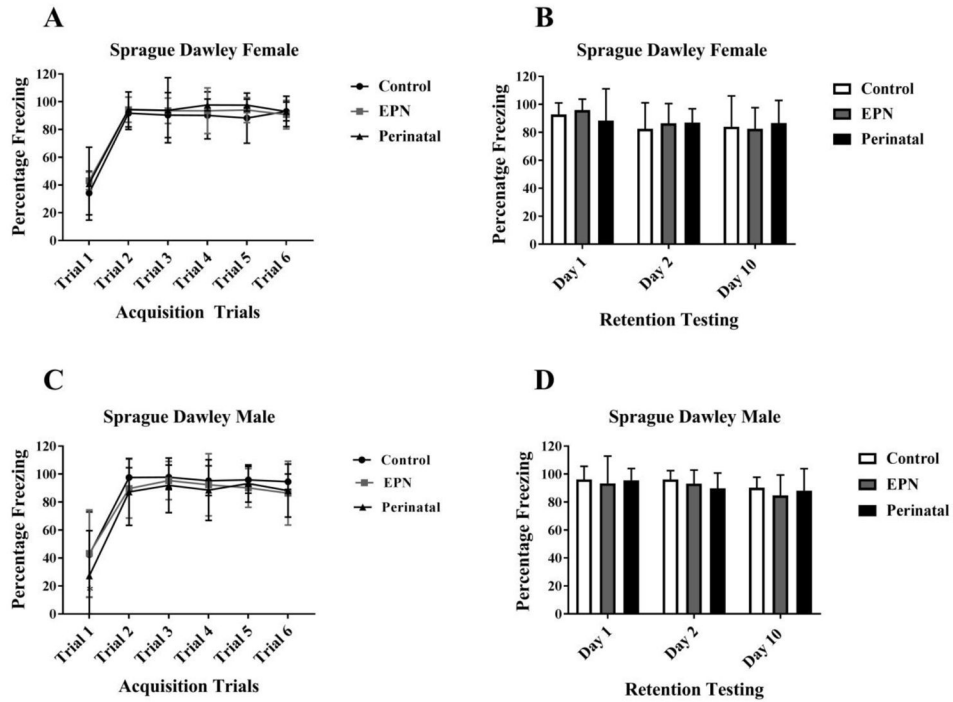 A
Sprague Dawley Female
Percentage Freezing
120
100
80
60
40
20
0
Trial 1
Trial 2
Trial 3
Trial 4
Trial 5
Trial 6
Acquisition Trials
Control
EPN
Perinatal
B
Sprague Dawley Female
Percenatge Freezing
120
100
80
60
40
20
0
Day 1
Day 2
Day 10
Retention Testing
Control
EPN
Perinatal
C
Sprague Dawley Male
Percentage Freezing
120
100
80
60
40
20
0
Trial 1
Trial 2
Trial 3
Trial 4
Trial 5
Trial 6
Acquisition Trials
Control
EPN
Perinatal
D
Sprague Dawley Male
Percentage Freezing
120
100
80
60
40
20
0
Day 1
Day 2
Day 10
Retention Testing
Control
EPN
Perinatal